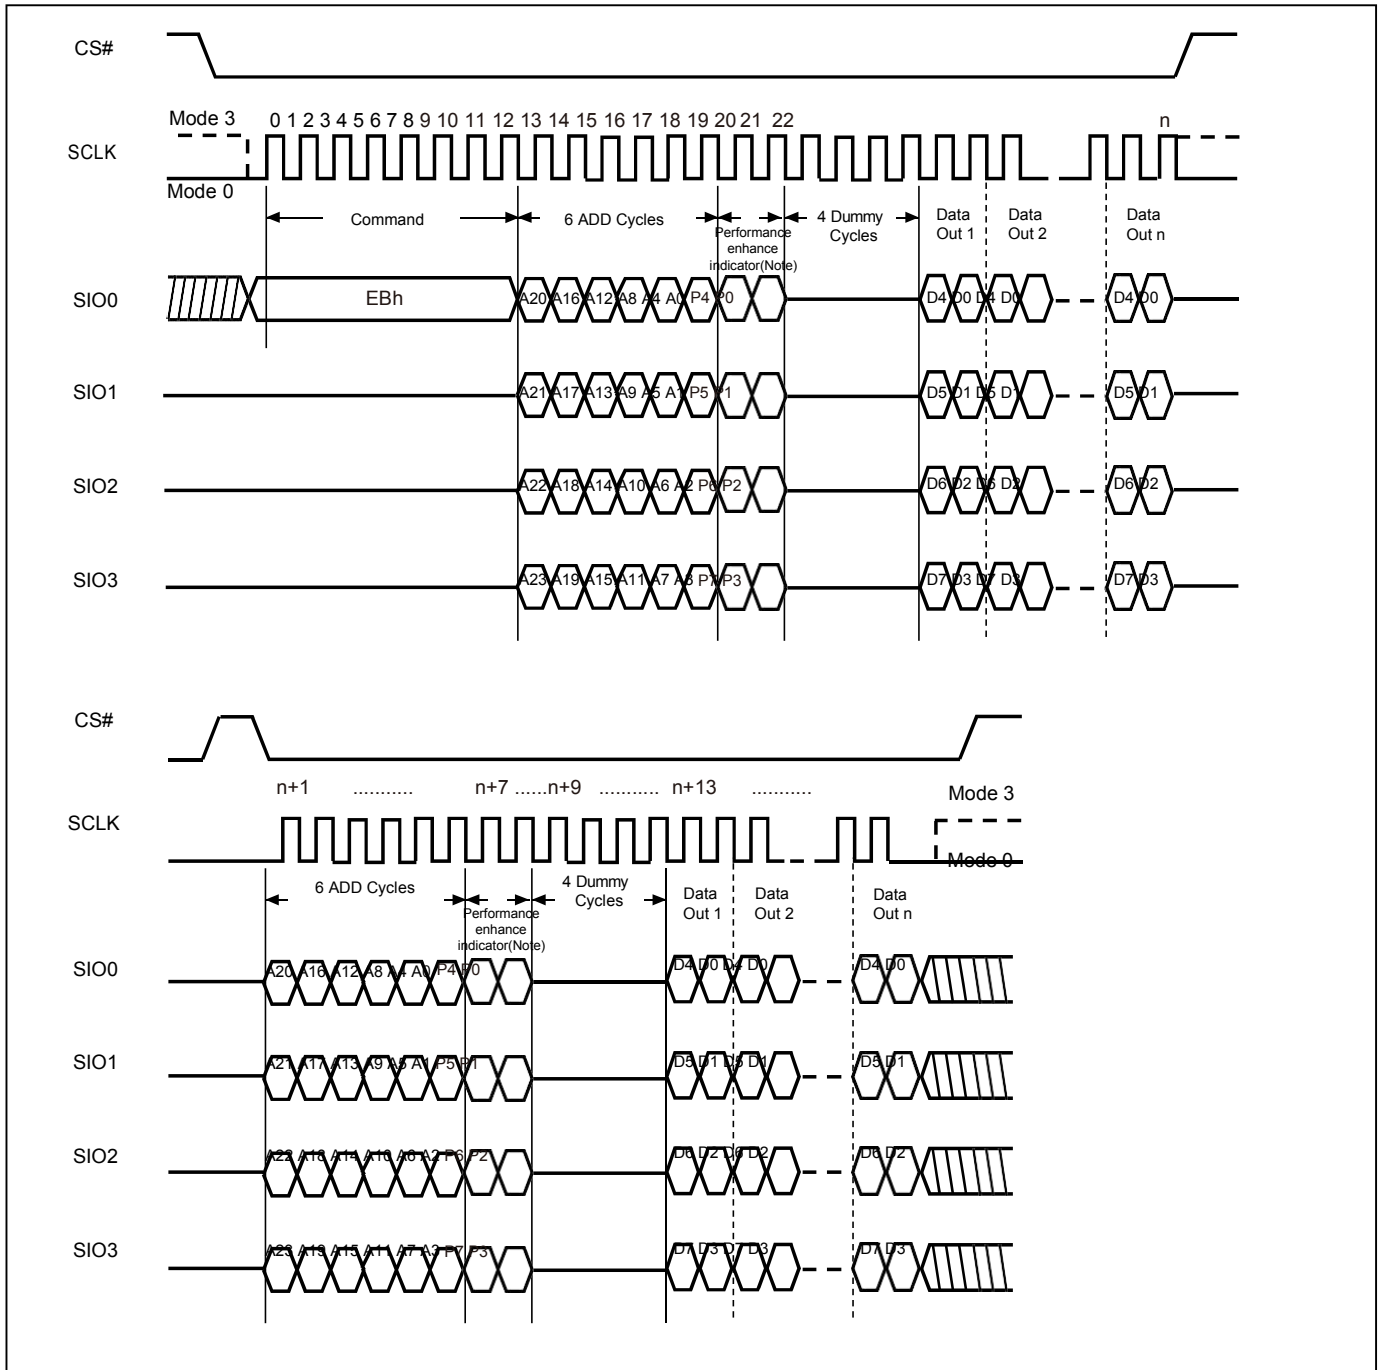 CS#
Mode 3
0 1 2 3 4 5 6 7 8 9 10 11 12 13 14 15 16 17 18 19 20 21 22
n
SCLK
Mode 0
Command
6 ADD Cycles
Performance
enhance
indicator(Note)
4 Dummy
Cycles
Data
Out 1
Data
Out 2
Data
Out n
SIO0
EBh
A20 A16 A12 A8 A4 A0 P4 P0
D4 D0 D4 D0
D4 D0
SIO1
A21 A17 A13 A9 A5 A1 P5 P1
D5 D1 D5 D1
D5 D1
SIO2
A22 A18 A14 A10 A6 A2 P6 P2
D6 D2 D6 D2
D6 D2
SIO3
A23 A19 A15 A11 A7 A3 P7 P3
D7 D3 D7 D3
D7 D3
CS#
n+1 ........... n+7 ......n+9 ........... n+13 ...........
Mode 3
SCLK
Mode 0
6 ADD Cycles
Performance
enhance
indicator(Note)
4 Dummy
Cycles
Data
Out 1
Data
Out 2
Data
Out n
SIO0
A20 A16 A12 A8 A4 A0 P4 P0
D4 D0 D4 D0
D4 D0
SIO1
A21 A17 A13 A9 A5 A1 P5 P1
D5 D1 D5 D1
D5 D1
SIO2
A22 A18 A14 A10 A6 A2 P6 P2
D6 D2 D6 D2
D6 D2
SIO3
A23 A19 A15 A11 A7 A3 P7 P3
D7 D3 D7 D3
D7 D3